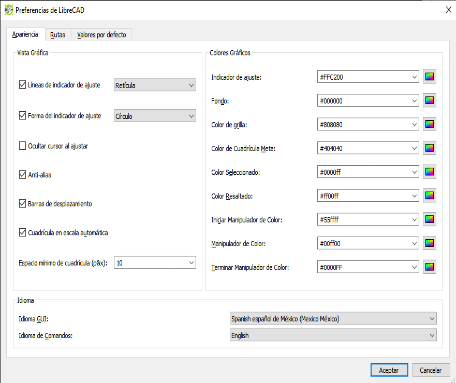 Preferencias de LibreCAD
Apariencia Rutas Valores por defecto
Vista Gráfica
Líneas de indicador de ajuste Retícula
Forma del indicador de ajuste Círculo
Ocultar cursor al ajustar
Anti-alias
Barras de desplazamiento
Cuadrícula en escala automática
Espacio mínimo de cuadrícula (p&x): 10
Colores Gráficos
Indicador de ajuste: #FFC200
Fondo: #000000
Color de grilla: #808080
Color de Cuadrícula Meta: #404040
Color Seleccionado: #0000ff
Color Resaltado: #ff00ff
Iniciar Manipulador de Color: #55ffff
Manipulador de Color: #00ff00
Terminar Manipulador de Color: #0000FF
Idioma
Idioma GUI: Spanish español de México (Mexico México)
Idioma de Comandos: English
Aceptar Cancelar